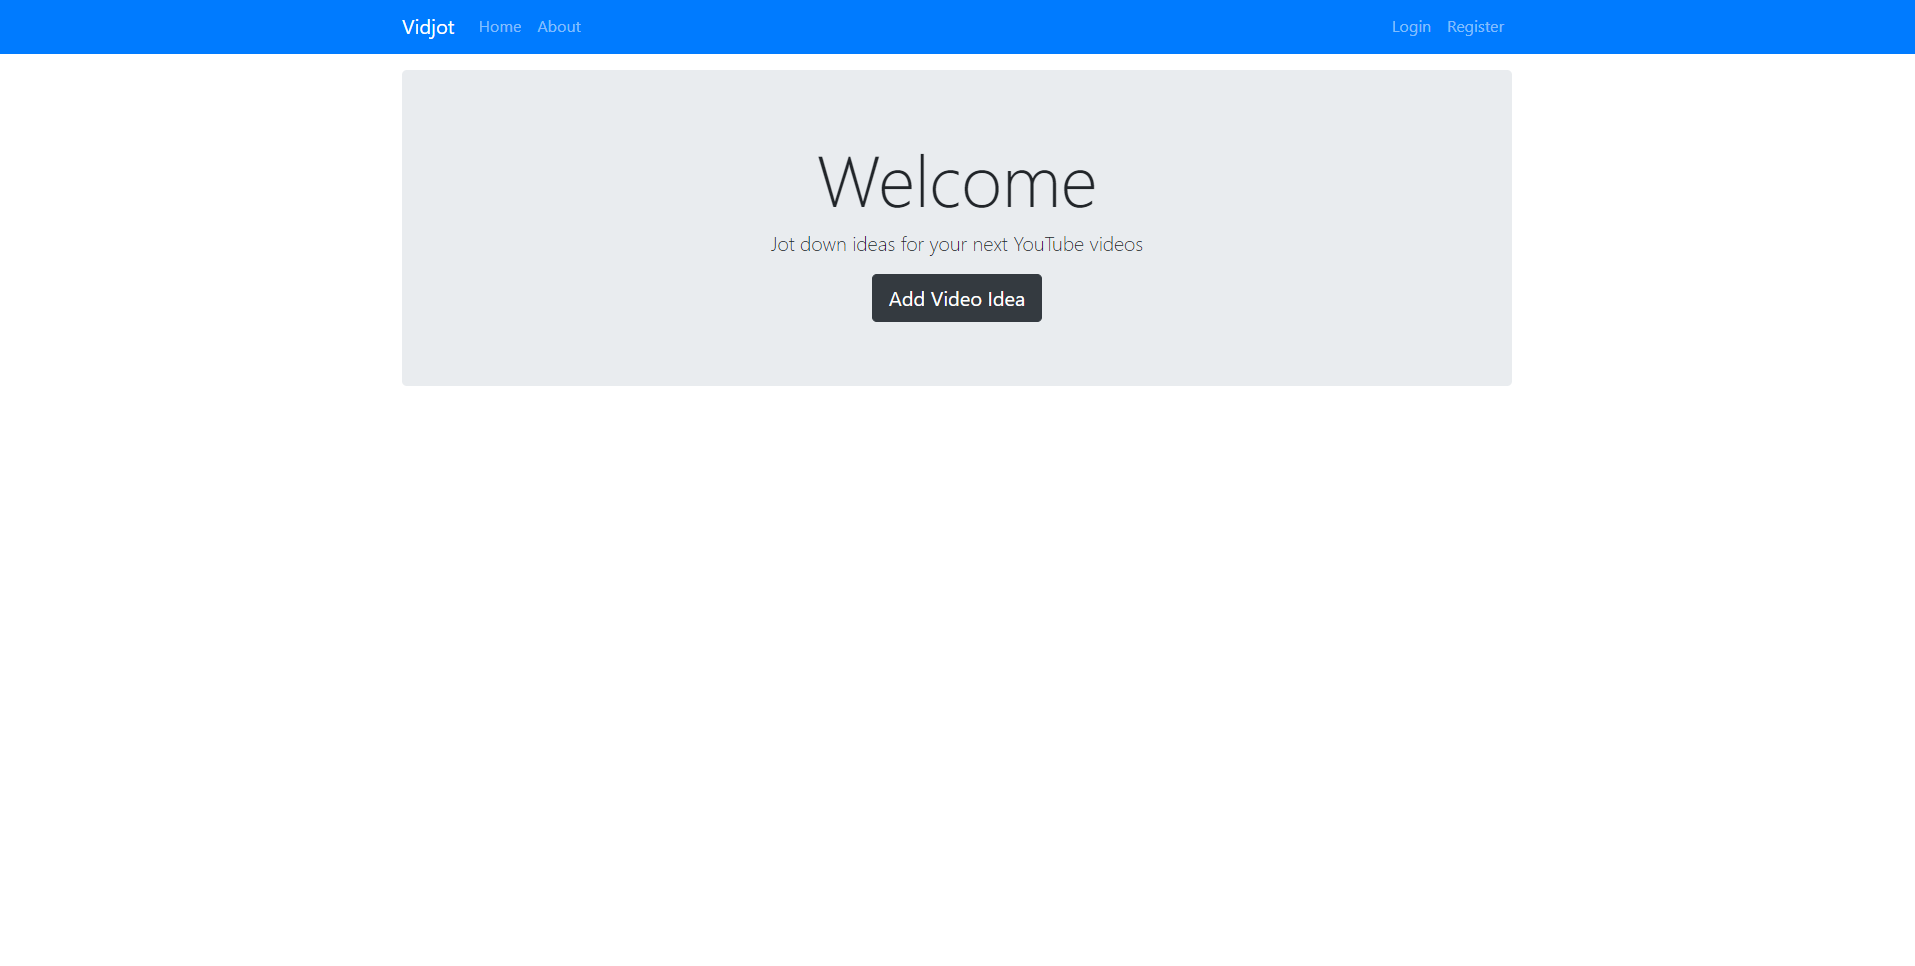 Vidjot Home About Login Register
Welcome
Jot down ideas for your next YouTube videos
Add Video Idea